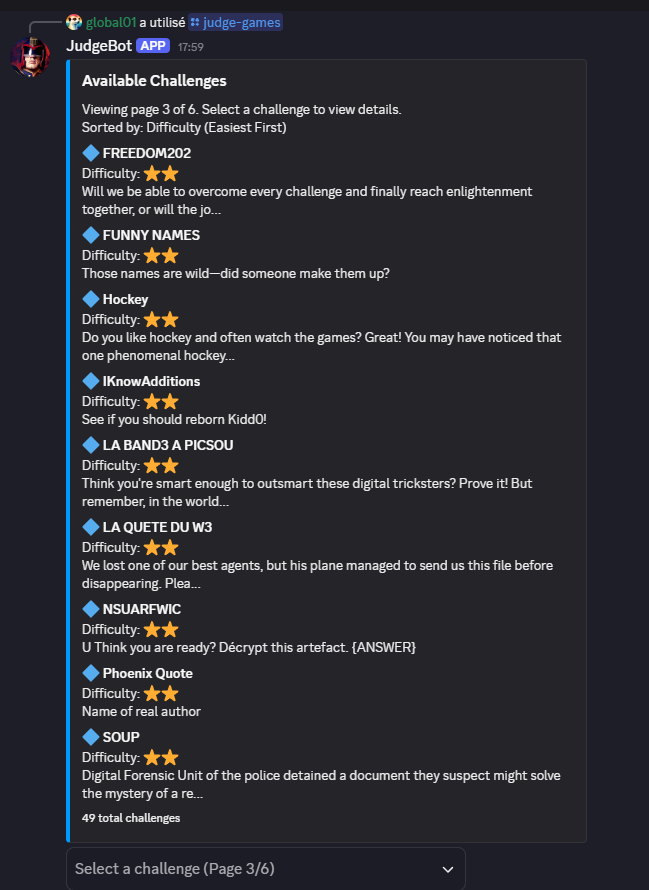 global01 a utilisé judge-games
JudgeBot APP 17:59
Available Challenges
Viewing page 3 of 6. Select a challenge to view details.
Sorted by: Difficulty (Easiest First)
FREEDOM202
Difficulty: ⭐⭐
Will we be able to overcome every challenge and finally reach enlightenment
together, or will the jo...
FUNNY NAMES
Difficulty: ⭐⭐
Those names are wild—did someone make them up?
Hockey
Difficulty: ⭐⭐
Do you like hockey and often watch the games? Great! You may have noticed that
one phenomenal hockey...
IKnowAdditions
Difficulty: ⭐⭐
See if you should reborn Kidd0!
LA BAND3 A PICSOU
Difficulty: ⭐⭐
Think you're smart enough to outsmart these digital tricksters? Prove it! But
remember, in the world...
LA QUETE DU W3
Difficulty: ⭐⭐
We lost one of our best agents, but his plane managed to send us this file before
disappearing. Plea...
NSUARFWIC
Difficulty: ⭐⭐
U Think you are ready? Décrypt this artefact. {ANSWER}
Phoenix Quote
Difficulty: ⭐⭐
Name of real author
SOUP
Difficulty: ⭐⭐
Digital Forensic Unit of the police detained a document they suspect might solve
the mystery of a re...
49 total challenges
Select a challenge (Page 3/6)